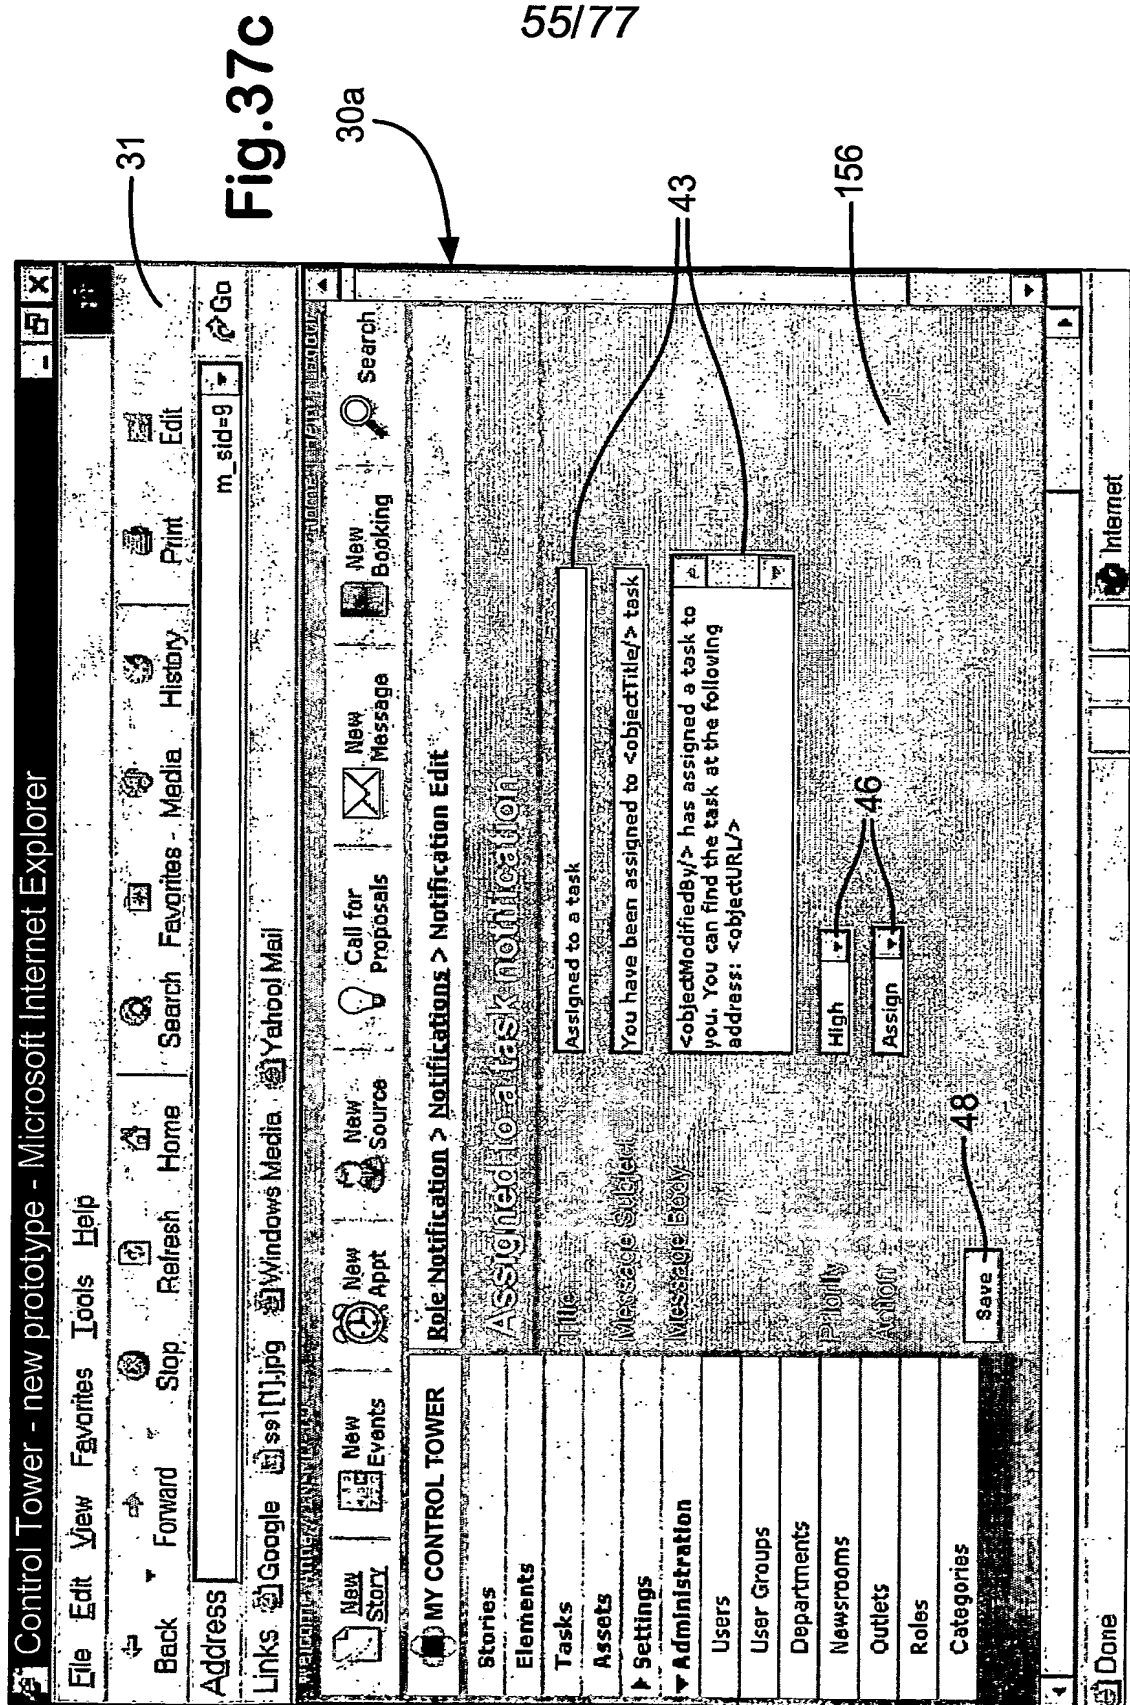 55/77
Fig.37c
Control Tower - new prototype - Microsoft Internet Explorer
File Edit View Favorites Tools Help
Back Forward Stop Refresh Home Search Favorites - Media History Print Edit
31
Address m_sid=9 Go
Links Google ss1[1].jpg Windows Media Yahoo! Mail
30a
New Story
New Events
New Appt
New Source
Call for Proposals
New Message
New Booking
Search
MY CONTROL TOWER
Stories
Elements
Tasks
Assets
Settings
Administration
Users
User Groups
Departments
Newsrooms
Outlets
Roles
Categories
Role Notification > Notifications > Notification Edit
Assigned to a task notification
Title
Assigned to a task
43
Message Subject
You have been assigned to <objectTitle/> task
Message Body
<objectModifiedBy/> has assigned a task to
you. You can find the task at the following
address: <objectURL/>
Priority
High
46
Action
Assign
156
Save
48
Done
Internet